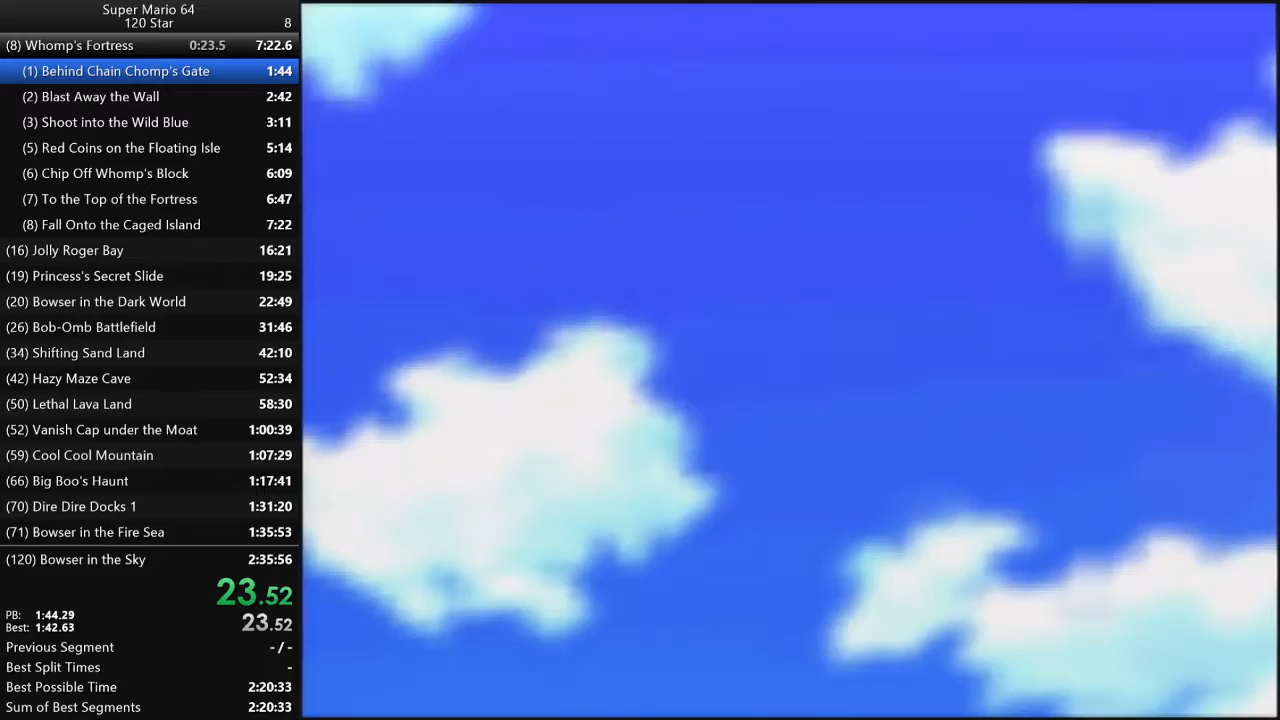 Super Mario 64
120 Star 8
(8) Whomp's Fortress 0:23.5 7:22.6
(1) Behind Chain Chomp's Gate 1:44
(2) Blast Away the Wall 2:42
(3) Shoot into the Wild Blue 3:11
(5) Red Coins on the Floating Isle 5:14
(6) Chip Off Whomp's Block 6:09
(7) To the Top of the Fortress 6:47
(8) Fall Onto the Caged Island 7:22
(16) Jolly Roger Bay 16:21
(19) Princess's Secret Slide 19:25
(20) Bowser in the Dark World 22:49
(26) Bob-Omb Battlefield 31:46
(34) Shifting Sand Land 42:10
(42) Hazy Maze Cave 52:34
(50) Lethal Lava Land 58:30
(52) Vanish Cap under the Moat 1:00:39
(59) Cool Cool Mountain 1:07:29
(66) Big Boo's Haunt 1:17:41
(70) Dire Dire Docks 1 1:31:20
(71) Bowser in the Fire Sea 1:35:53
(120) Bowser in the Sky 2:35:56
23.52
PB: 1:44.29
Best: 1:42.63 23.52
Previous Segment - / -
Best Split Times -
Best Possible Time 2:20:33
Sum of Best Segments 2:20:33